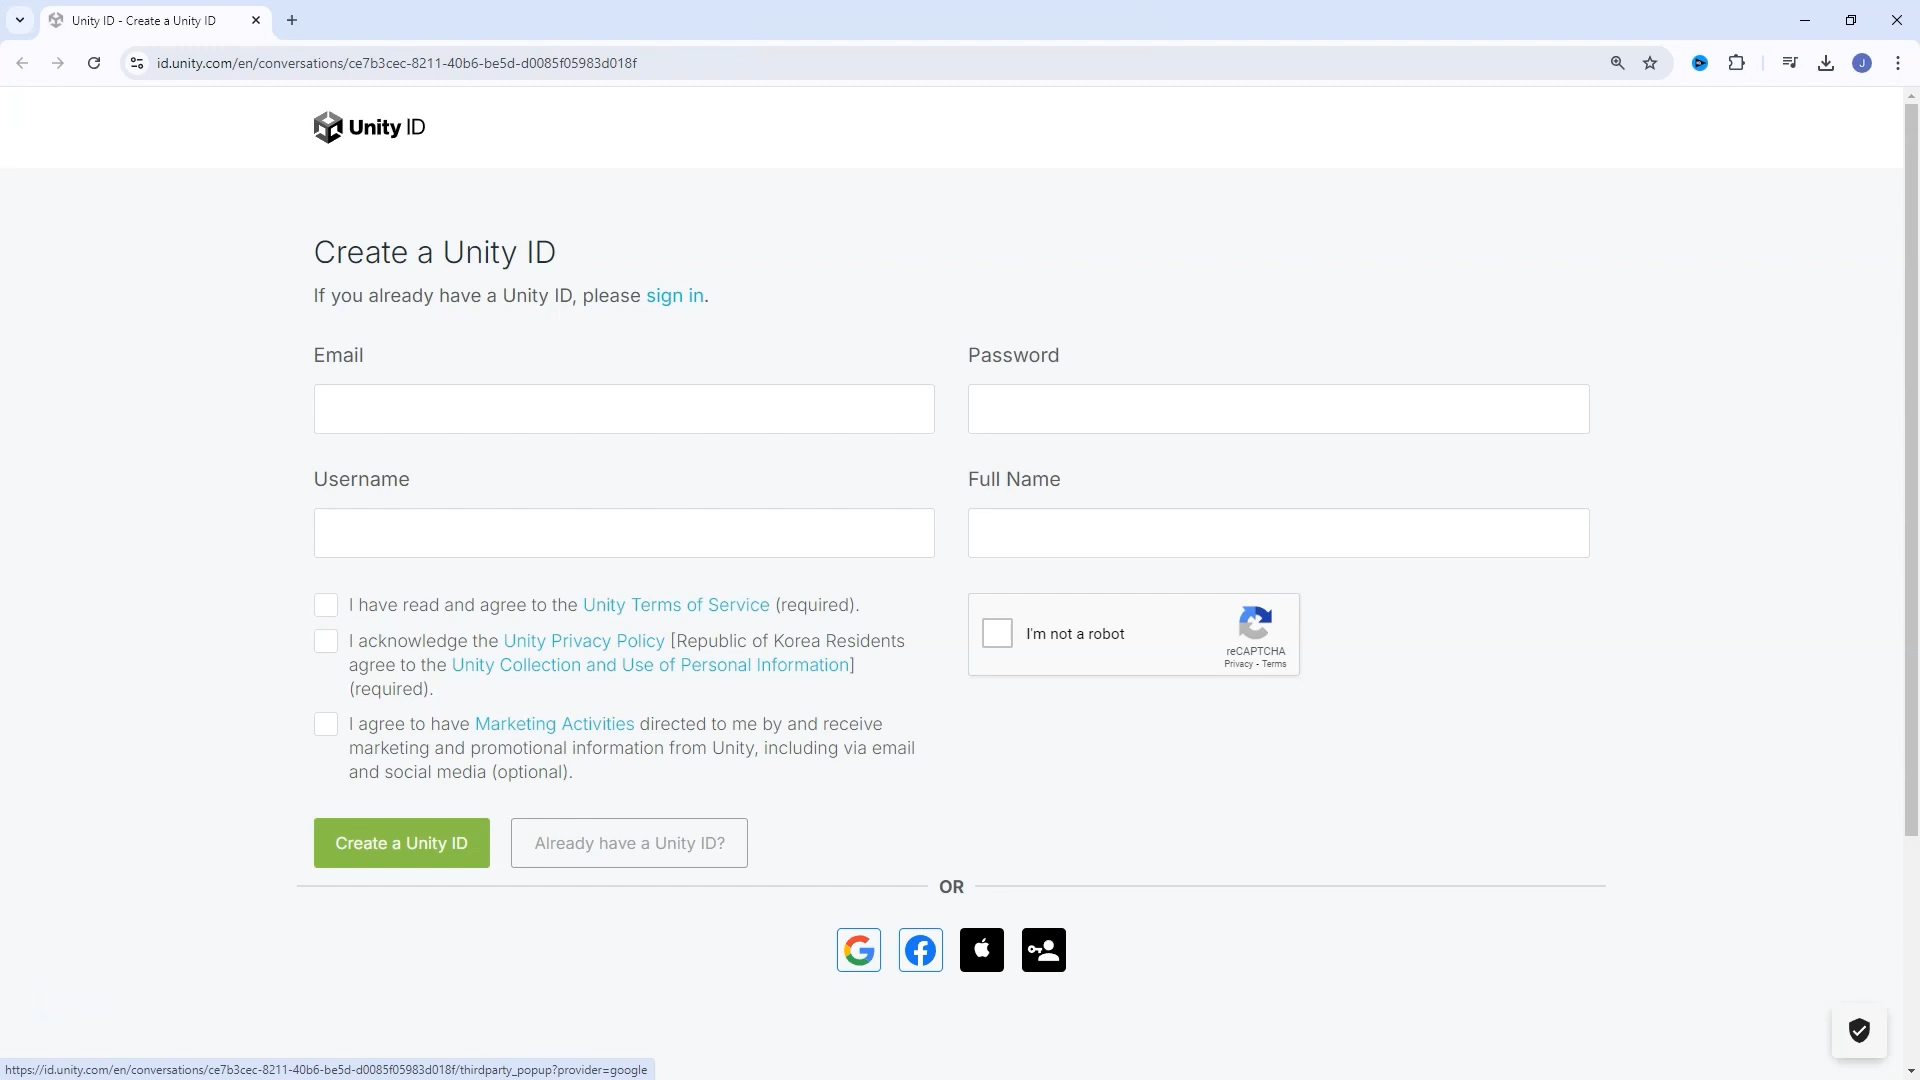 Unity ID - Create a Unity ID
id.unity.com/en/conversations/ce7b3cec-8211-40b6-be5d-d0085f05983d018f
J
Unity ID
Create a Unity ID
If you already have a Unity ID, please sign in.
Email
Password
Username
Full Name
I have read and agree to the Unity Terms of Service (required).
I acknowledge the Unity Privacy Policy [Republic of Korea Residents
agree to the Unity Collection and Use of Personal Information]
(required).
I agree to have Marketing Activities directed to me by and receive
marketing and promotional information from Unity, including via email
and social media (optional).
I'm not a robot
reCAPTCHA
Privacy - Terms
Create a Unity ID
Already have a Unity ID?
OR
https://id.unity.com/en/conversations/ce7b3cec-8211-40b6-be5d-d0085f05983d018f/thirdparty_popup?provider=google